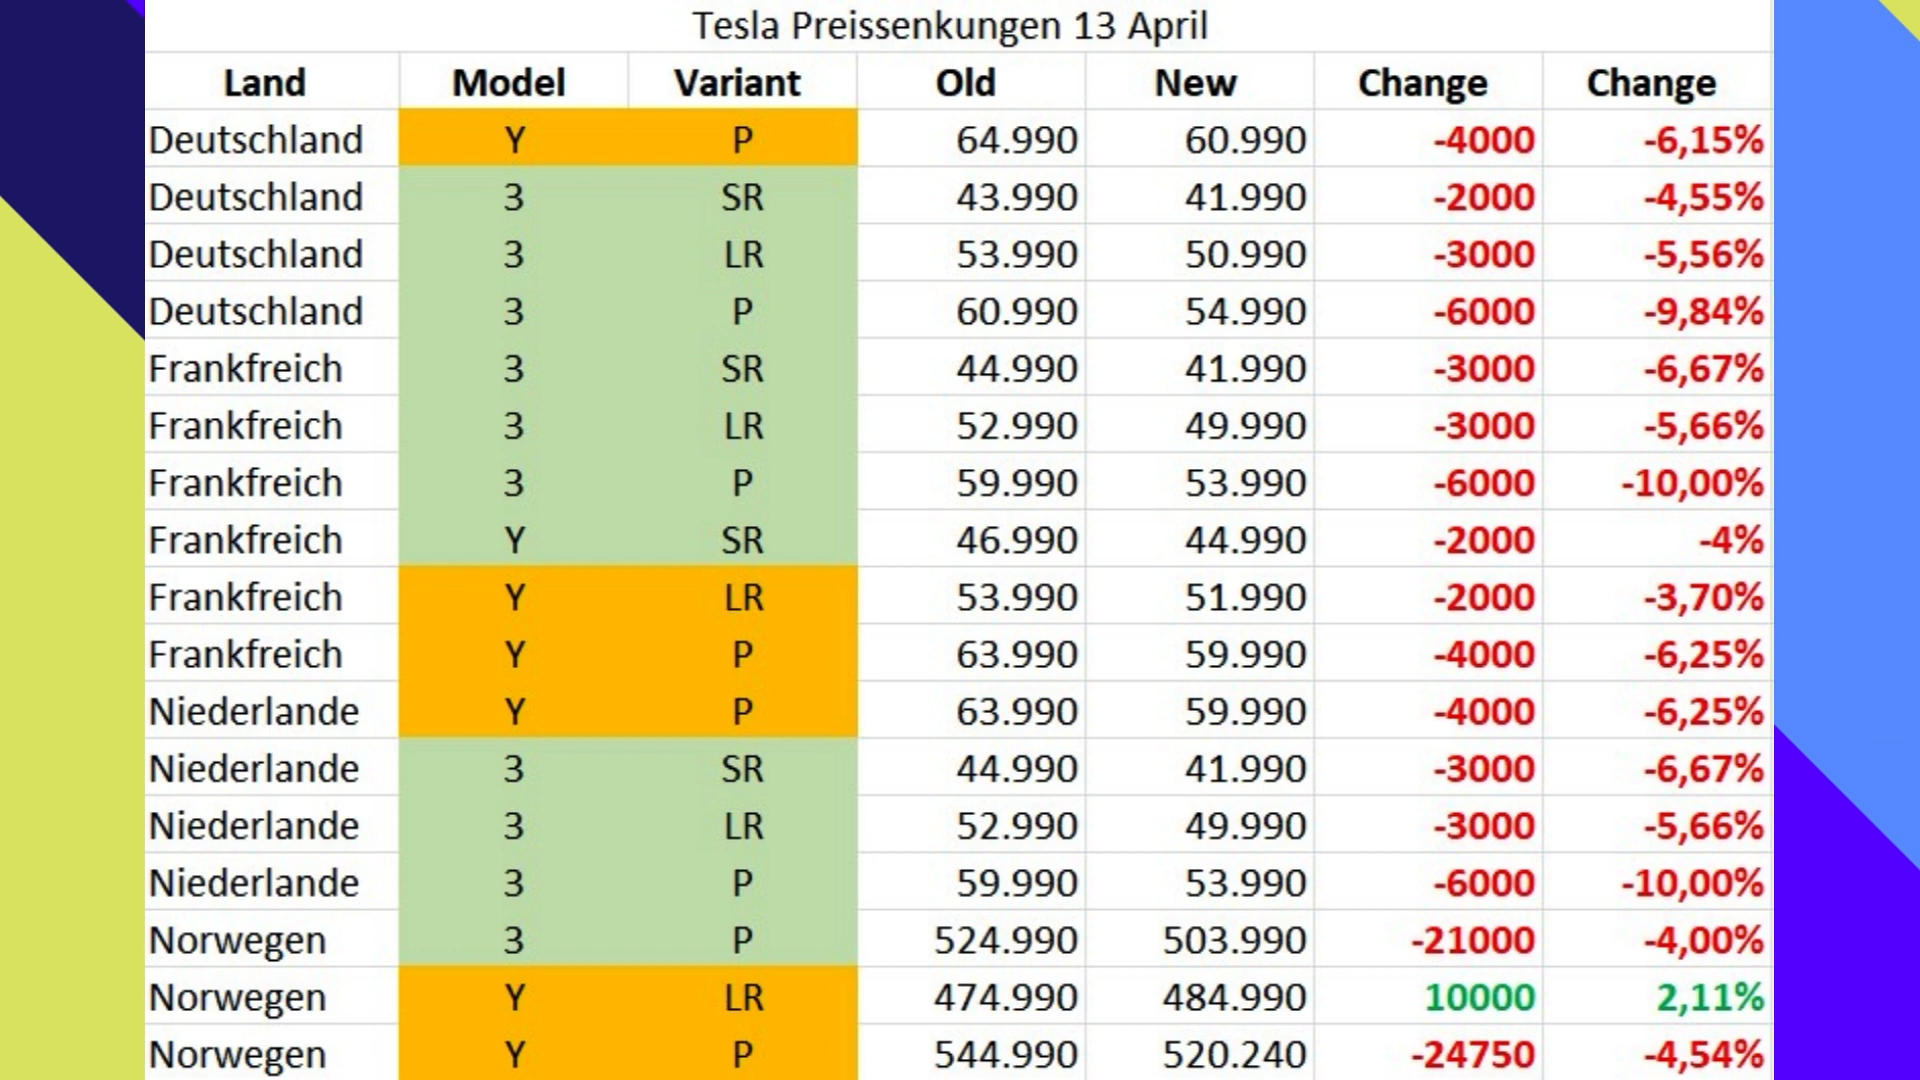 Tesla Preissenkungen 13 April
Land Model Variant Old New Change Change
Deutschland Y P 64.990 60.990 -4000 -6,15%
Deutschland 3 SR 43.990 41.990 -2000 -4,55%
Deutschland 3 LR 53.990 50.990 -3000 -5,56%
Deutschland 3 P 60.990 54.990 -6000 -9,84%
Frankfreich 3 SR 44.990 41.990 -3000 -6,67%
Frankfreich 3 LR 52.990 49.990 -3000 -5,66%
Frankfreich 3 P 59.990 53.990 -6000 -10,00%
Frankfreich Y SR 46.990 44.990 -2000 -4%
Frankfreich Y LR 53.990 51.990 -2000 -3,70%
Frankfreich Y P 63.990 59.990 -4000 -6,25%
Niederlande Y P 63.990 59.990 -4000 -6,25%
Niederlande 3 SR 44.990 41.990 -3000 -6,67%
Niederlande 3 LR 52.990 49.990 -3000 -5,66%
Niederlande 3 P 59.990 53.990 -6000 -10,00%
Norwegen 3 P 524.990 503.990 -21000 -4,00%
Norwegen Y LR 474.990 484.990 10000 2,11%
Norwegen Y P 544.990 520.240 -24750 -4,54%